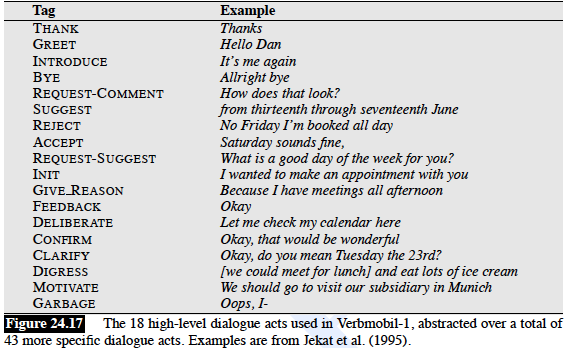 Tag Example
THANK Thanks
GREET Hello Dan
INTRODUCE It's me again
BYE Allright bye
REQUEST-COMMENT How does that look?
SUGGEST from thirteenth through seventeenth June
REJECT No Friday I'm booked all day
ACCEPT Saturday sounds fine,
REQUEST-SUGGEST What is a good day of the week for you?
INIT I wanted to make an appointment with you
GIVE_REASON Because I have meetings all afternoon
FEEDBACK Okay
DELIBERATE Let me check my calendar here
CONFIRM Okay, that would be wonderful
CLARIFY Okay, do you mean Tuesday the 23rd?
DIGRESS [we could meet for lunch] and eat lots of ice cream
MOTIVATE We should go to visit our subsidiary in Munich
GARBAGE Oops, I-
Figure 24.17 The 18 high-level dialogue acts used in Verbmobil-1, abstracted over a total of
43 more specific dialogue acts. Examples are from Jekat et al. (1995).